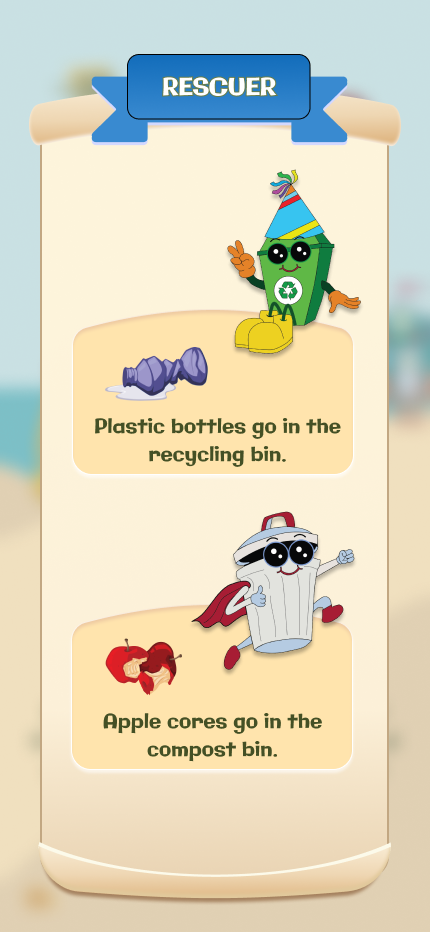 RESCUER
Plastic bottles go in the
recycling bin.
Apple cores go in the
compost bin.